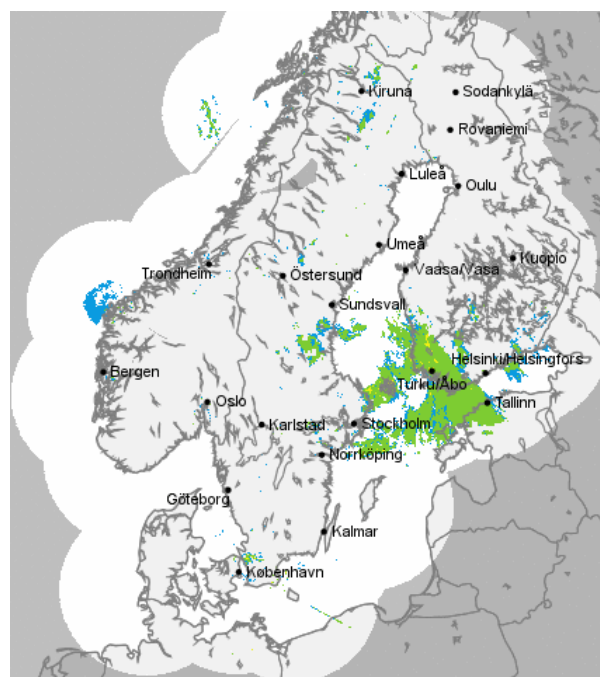 Kiruna
Sodankylä
Rovaniemi
Luleå
Oulu
Umeå
Vaasa/Vasa
Kuopio
Trondheim
Östersund
Sundsvall
Helsinki/Helsingfors
Bergen
Turku/Åbo
Oslo
Tallinn
Karlstad
Stockholm
Norrköping
Göteborg
Kalmar
København